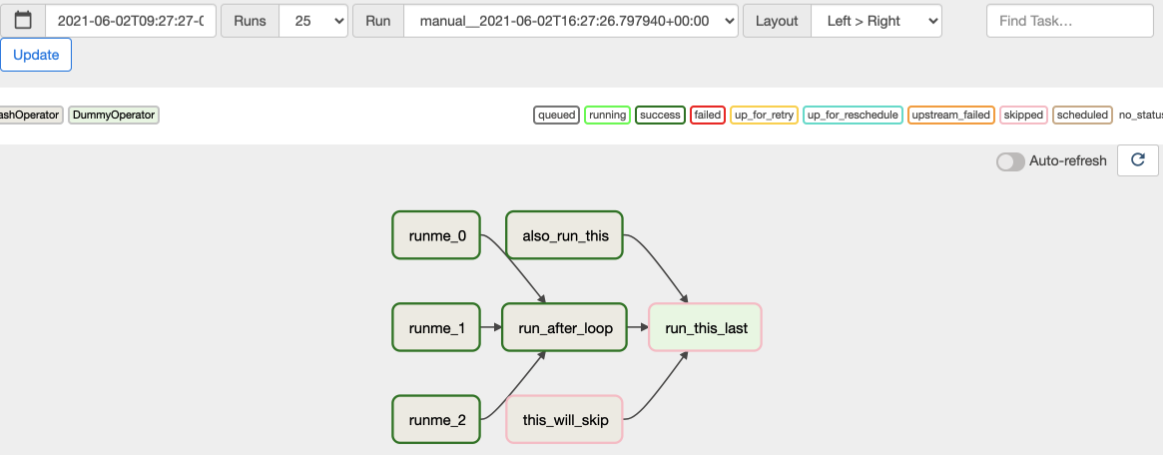 2021-06-02T09:27:27-0 Runs 25 Run manual__2021-06-02T16:27:26.797940+00:00 Layout Left > Right Find Task...
Update
ashOperator DummyOperator queued running success failed up_for_retry up_for_reschedule upstream_failed skipped scheduled no_status
Auto-refresh
runme_0 also_run_this
runme_1 run_after_loop run_this_last
runme_2 this_will_skip